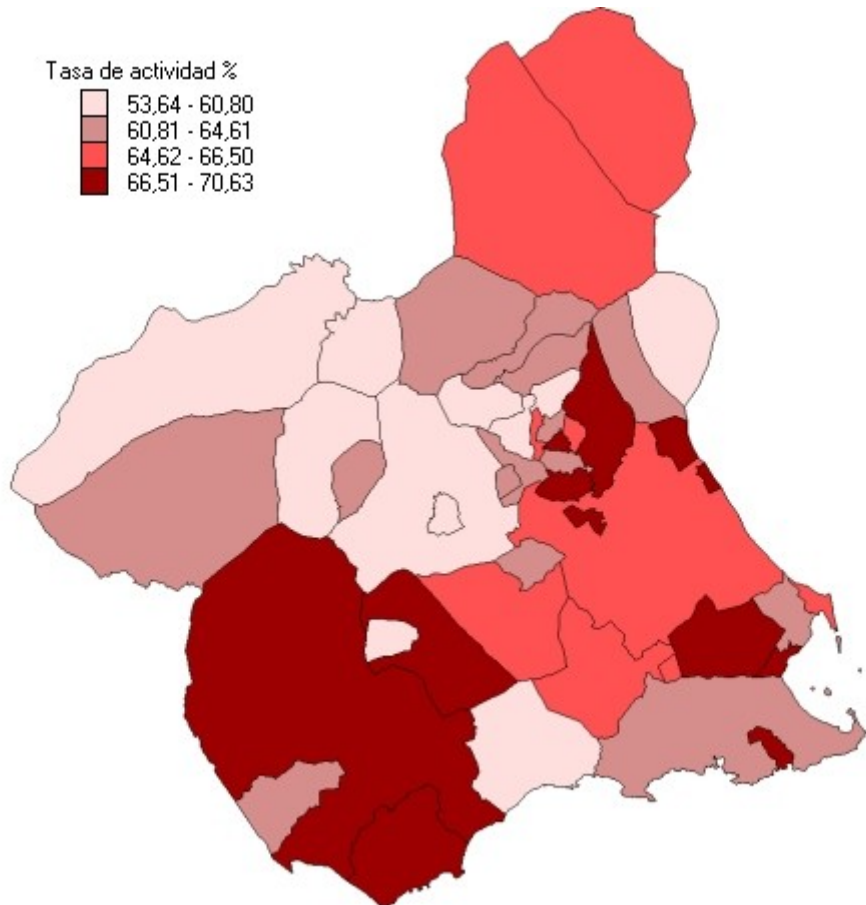 Tasa de actividad %
53,64 - 60,80
60,81 - 64,61
64,62 - 66,50
66,51 - 70,63